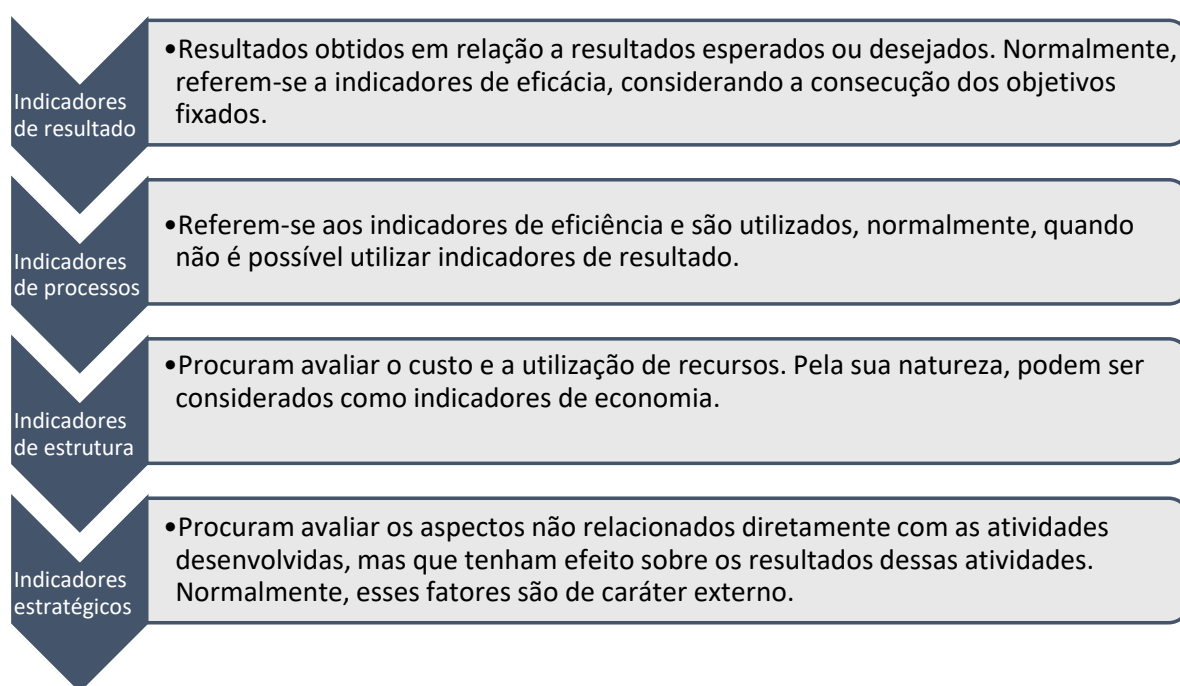 Indicadores
de resultado
•Resultados obtidos em relação a resultados esperados ou desejados. Normalmente,
referem-se a indicadores de eficácia, considerando a consecução dos objetivos
fixados.
Indicadores
de processos
•Referem-se aos indicadores de eficiência e são utilizados, normalmente, quando
não é possível utilizar indicadores de resultado.
Indicadores
de estrutura
•Procuram avaliar o custo e a utilização de recursos. Pela sua natureza, podem ser
considerados como indicadores de economia.
Indicadores
estratégicos
•Procuram avaliar os aspectos não relacionados diretamente com as atividades
desenvolvidas, mas que tenham efeito sobre os resultados dessas atividades.
Normalmente, esses fatores são de caráter externo.